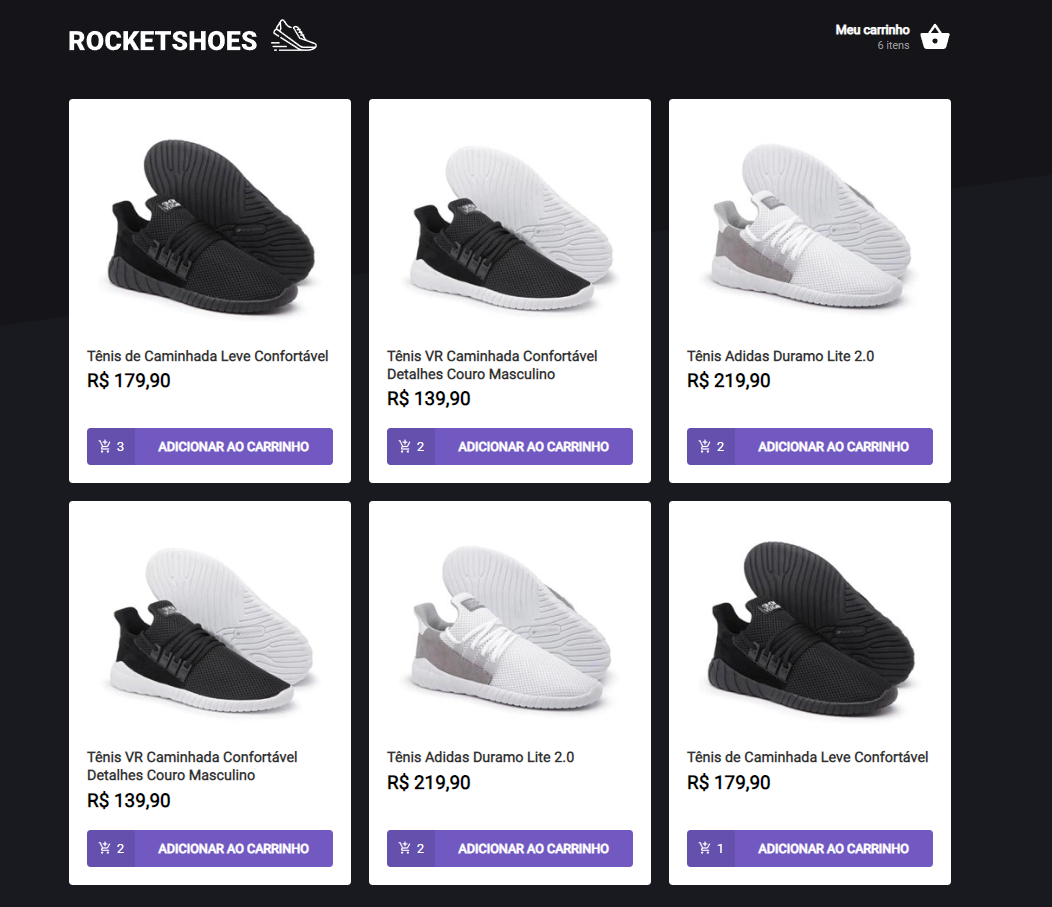 ROCKETSHOES
Meu carrinho
6 itens
Tênis de Caminhada Leve Confortável
R$ 179,90
3 ADICIONAR AO CARRINHO
Tênis VR Caminhada Confortável
Detalhes Couro Masculino
R$ 139,90
2 ADICIONAR AO CARRINHO
Tênis Adidas Duramo Lite 2.0
R$ 219,90
2 ADICIONAR AO CARRINHO
Tênis VR Caminhada Confortável
Detalhes Couro Masculino
R$ 139,90
2 ADICIONAR AO CARRINHO
Tênis Adidas Duramo Lite 2.0
R$ 219,90
2 ADICIONAR AO CARRINHO
Tênis de Caminhada Leve Confortável
R$ 179,90
1 ADICIONAR AO CARRINHO